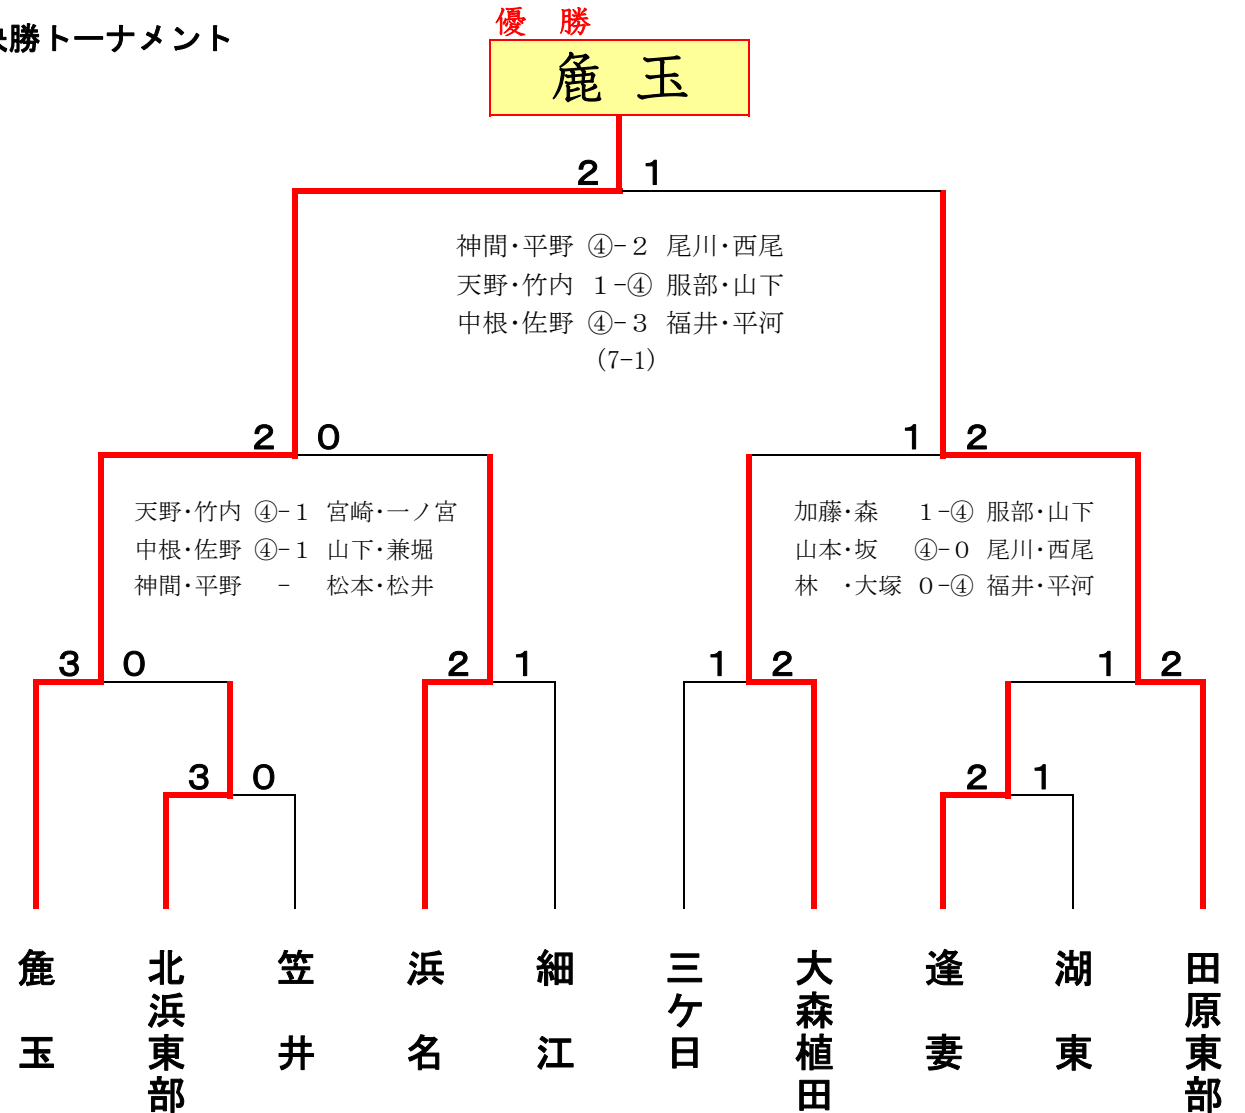 優 勝
決勝トーナメント
麁 玉
2 1
神間・平野 ④-２ 尾川・西尾
天野・竹内 １-④ 服部・山下
中根・佐野 ④-３ 福井・平河
(7-1)
2 0
1 2
天野・竹内 ④-１ 宮崎・一ノ宮
中根・佐野 ④-１ 山下・兼堀
神間・平野 - 松本・松井
加藤・森 １-④ 服部・山下
山本・坂 ④-０ 尾川・西尾
林 ・大塚 ０-④ 福井・平河
3 0
2 1
1 2
1 2
3 0
2 1
麁玉
北浜東部
笠井
浜名
細江
三ケ日
大森植田
逢妻
湖東
田原東部